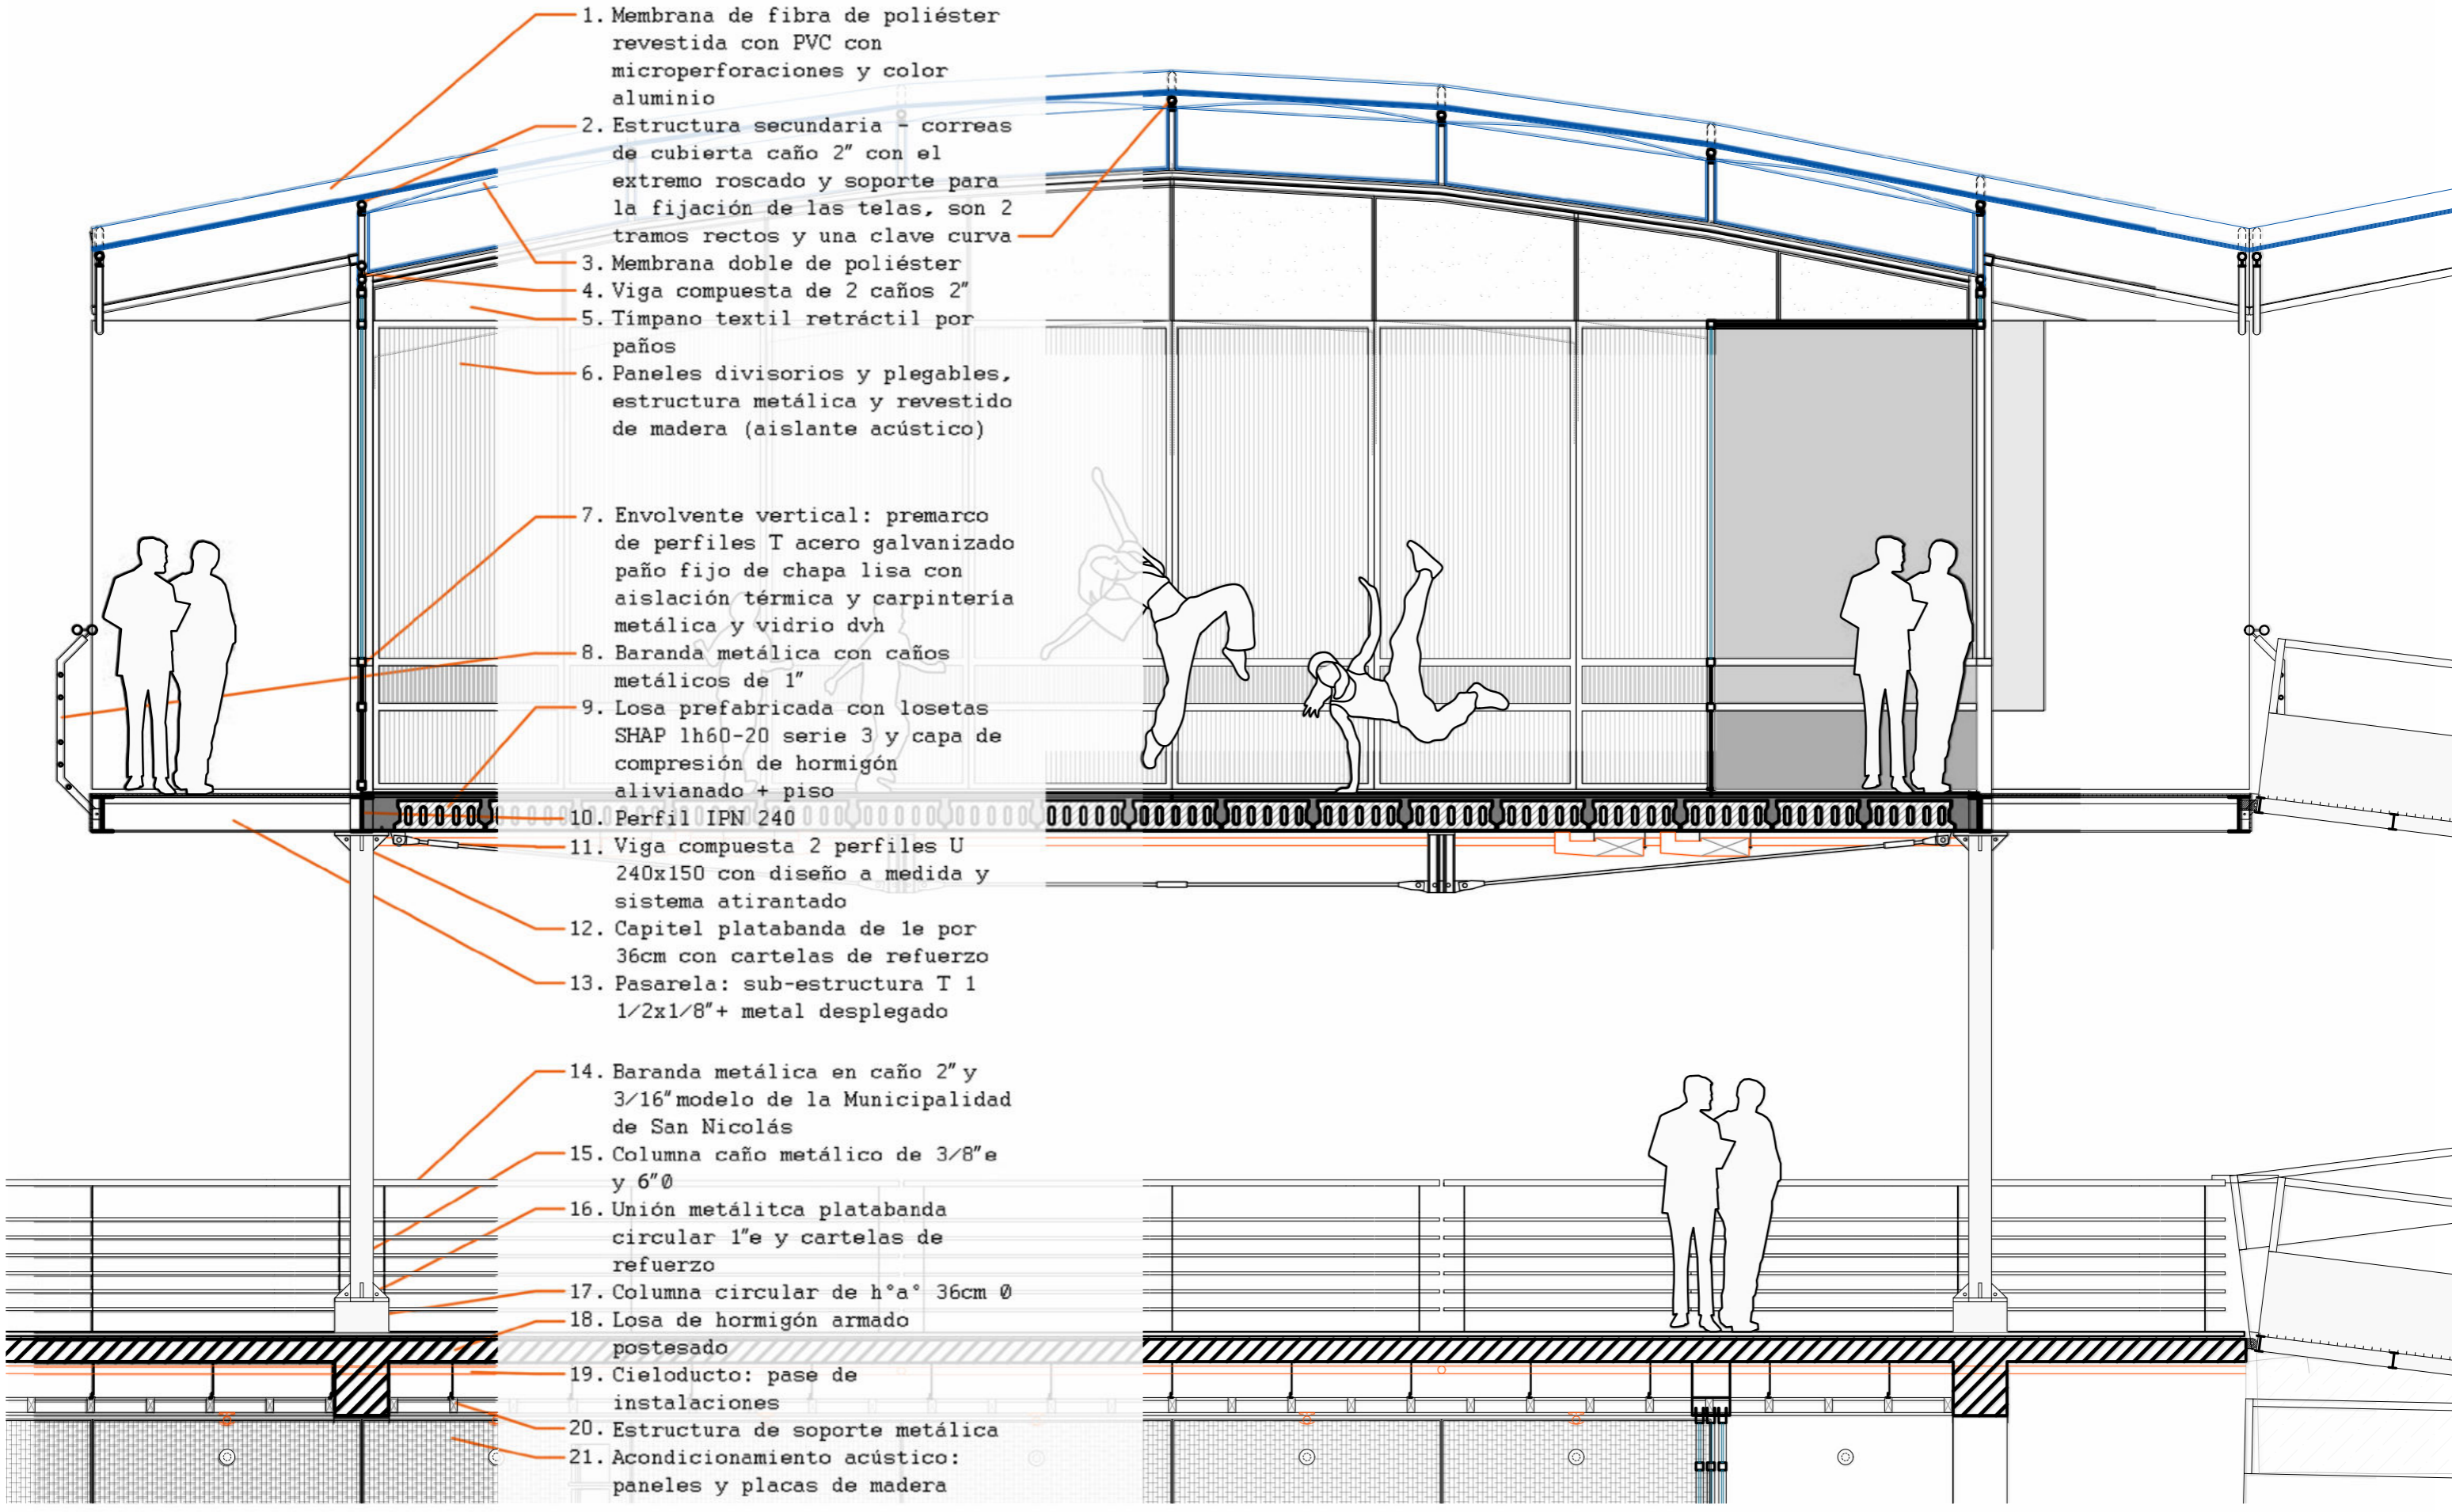 1. Membrana de fibra de poliéster
revestida con PVC con
microperforaciones y color
aluminio
2. Estructura secundaria - correas
de cubierta caño 2" con el
extremo roscado y soporte para
la fijación de las telas, son 2
tramos rectos y una clave curva
3. Membrana doble de poliéster
4. Viga compuesta de 2 caños 2"
5. Tímpano textil retráctil por
paños
6. Paneles divisorios y plegables,
estructura metálica y revestido
de madera (aislante acústico)
7. Envolvente vertical: premarco
de perfiles T acero galvanizado
paño fijo de chapa lisa con
aislación térmica y carpintería
metálica y vidrio dvh
8. Baranda metálica con caños
metálicos de 1"
9. Losa prefabricada con losetas
SHAP lh60-20 serie 3 y capa de
compresión de hormigón
alivianado + piso
10. Perfil IPN 240
11. Viga compuesta 2 perfiles U
240x150 con diseño a medida y
sistema atirantado
12. Capitel platabanda de 1e por
36cm con cartelas de refuerzo
13. Pasarela: sub-estructura T 1
1/2x1/8"+ metal desplegado
14. Baranda metálica en caño 2" y
3/16" modelo de la Municipalidad
de San Nicolás
15. Columna caño metálico de 3/8"e
y 6"Ø
16. Unión metálitca platabanda
circular 1"e y cartelas de
refuerzo
17. Columna circular de h°a° 36cm Ø
18. Losa de hormigón armado
postesado
19. Cieloducto: pase de
instalaciones
20. Estructura de soporte metálica
21. Acondicionamiento acústico:
paneles y placas de madera